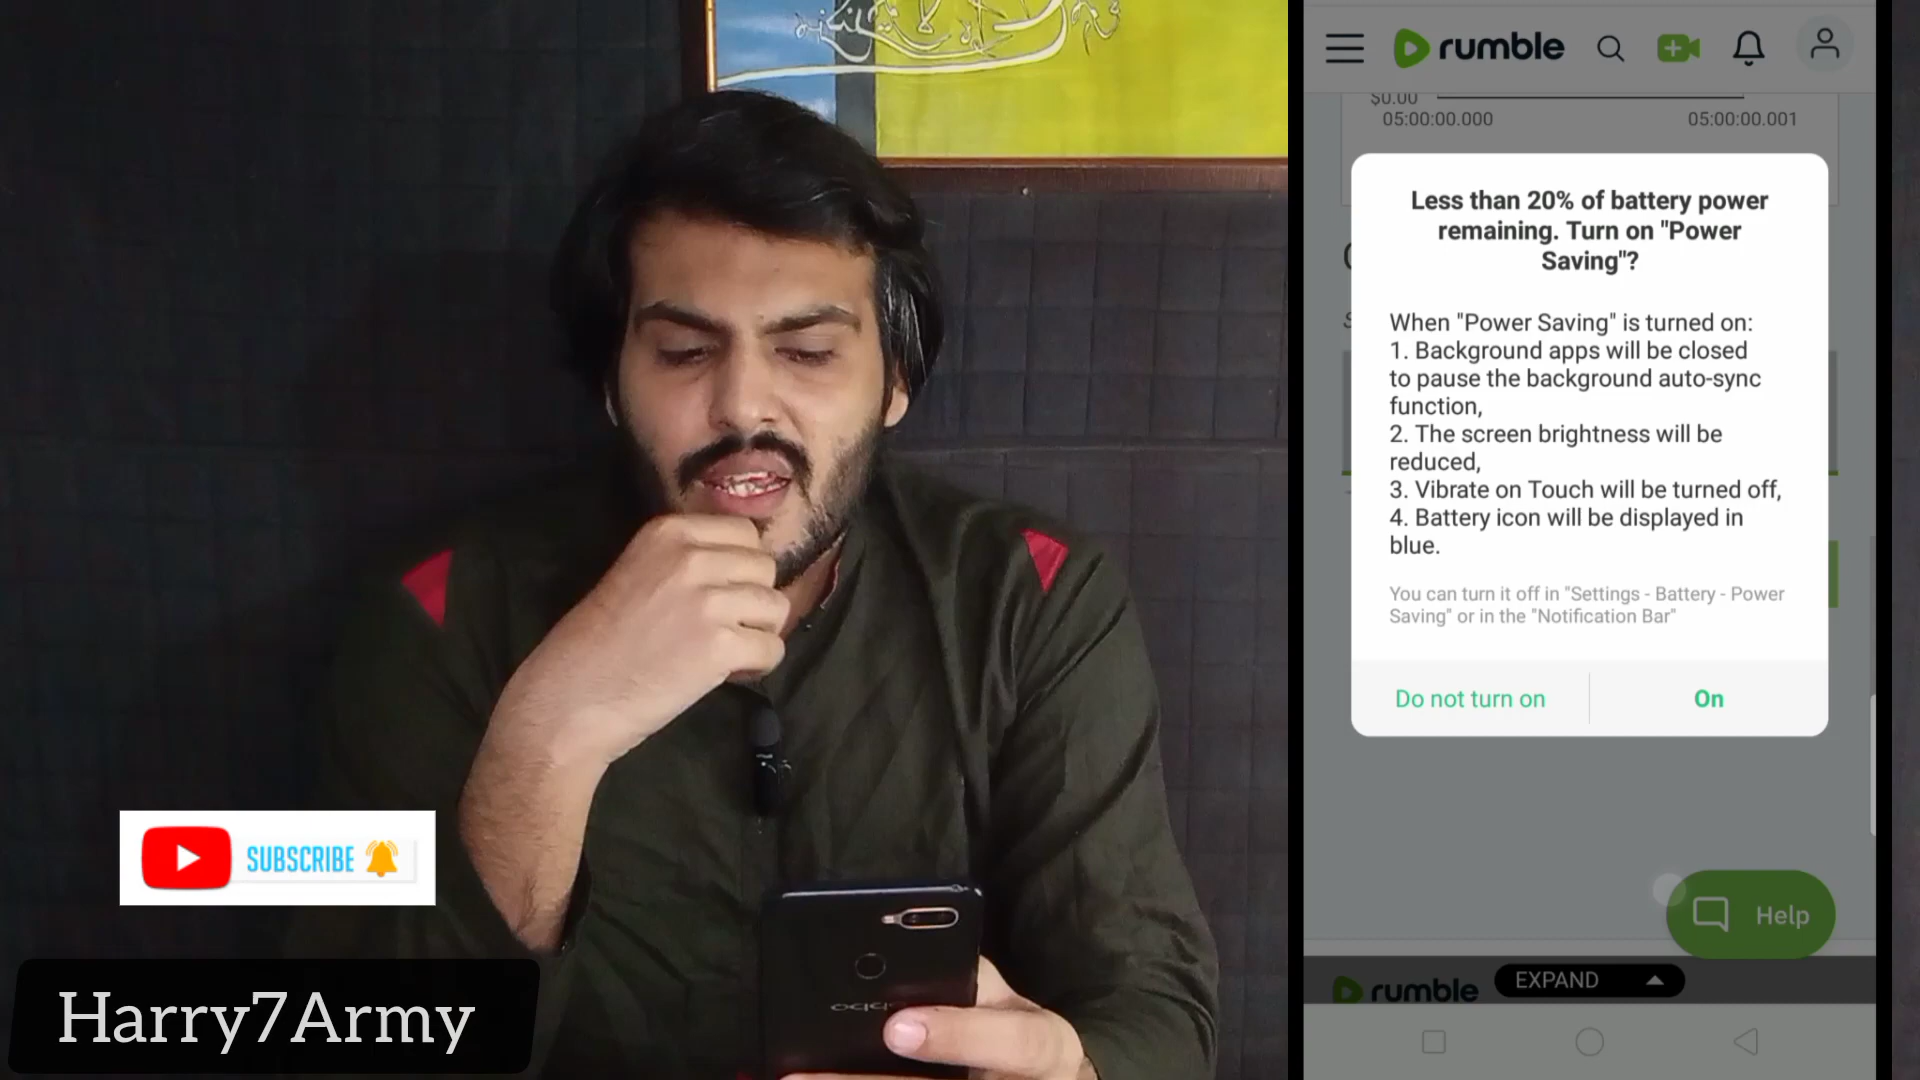 rumble
$0.00
05:00:00.000 05:00:00.001
Less than 20% of battery power
remaining. Turn on "Power
Saving"?
When "Power Saving" is turned on:
1. Background apps will be closed
to pause the background auto-sync
function,
2. The screen brightness will be
reduced,
3. Vibrate on Touch will be turned off,
4. Battery icon will be displayed in
blue.
You can turn it off in "Settings - Battery - Power
Saving" or in the "Notification Bar"
Do not turn on
On
Help
rumble
EXPAND
SUBSCRIBE
Harry7Army
oppo